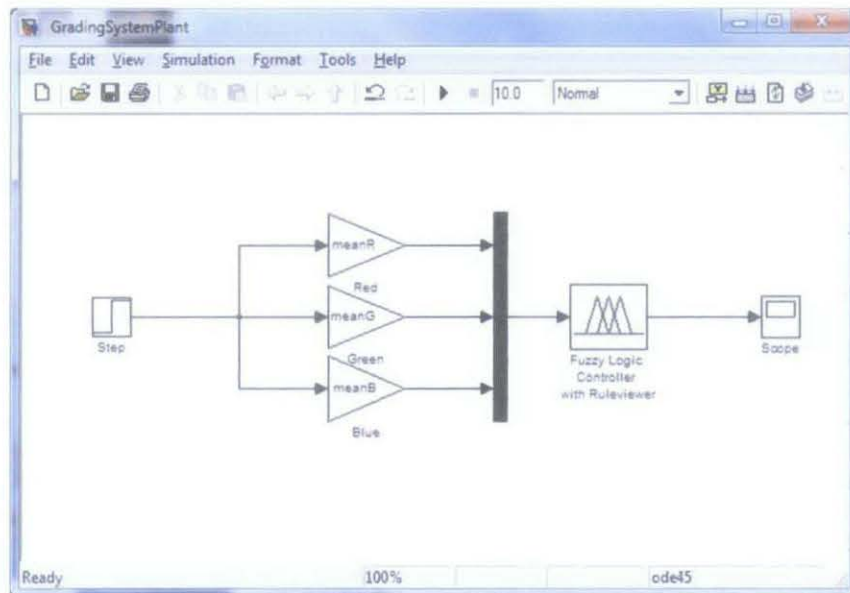 GradingSystemPlant
File Edit View Simulation Format Tools Help
10.0 Normal
meanR
Red
meanG
Step
Green
Scope
Fuzzy Logic
Controller
with Ruleviewer
meanB
Blue
Ready 100% ode45